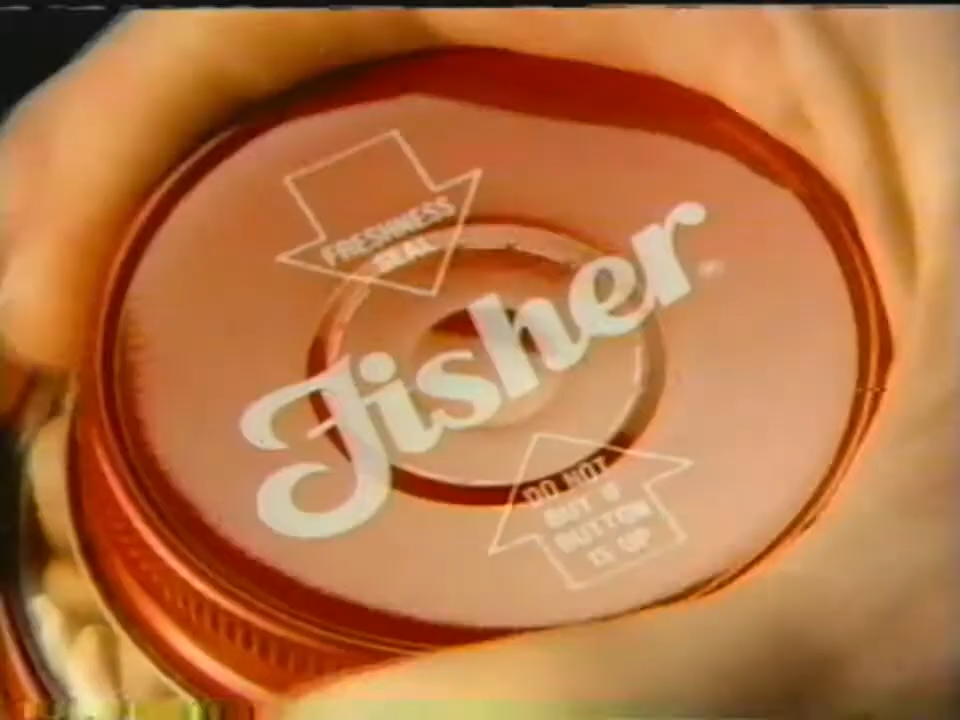 FRESHNESS
SEAL
Fisher®
DO NOT
BUY IF
BUTTON
IS UP